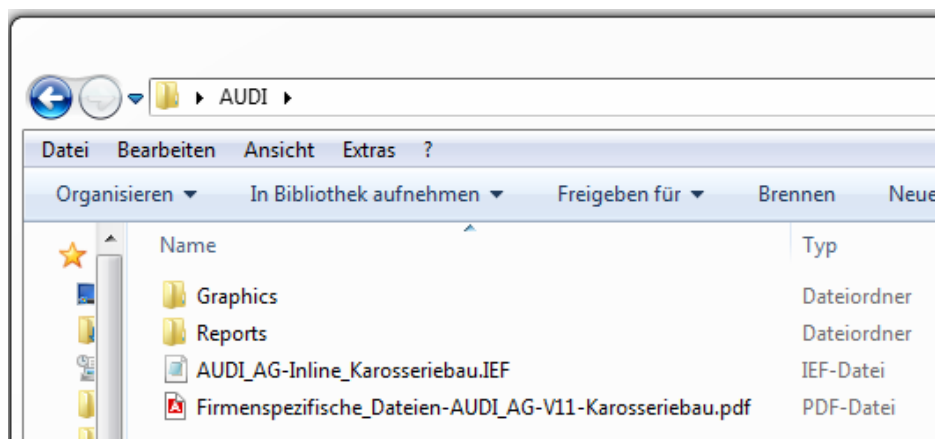 AUDI
Datei Bearbeiten Ansicht Extras ?
Organisieren In Bibliothek aufnehmen Freigeben für Brennen Neue
Name Typ
Graphics Dateiordner
Reports Dateiordner
AUDI_AG-Inline_Karosseriebau.IEF IEF-Datei
Firmenspezifische_Dateien-AUDI_AG-V11-Karosseriebau.pdf PDF-Datei